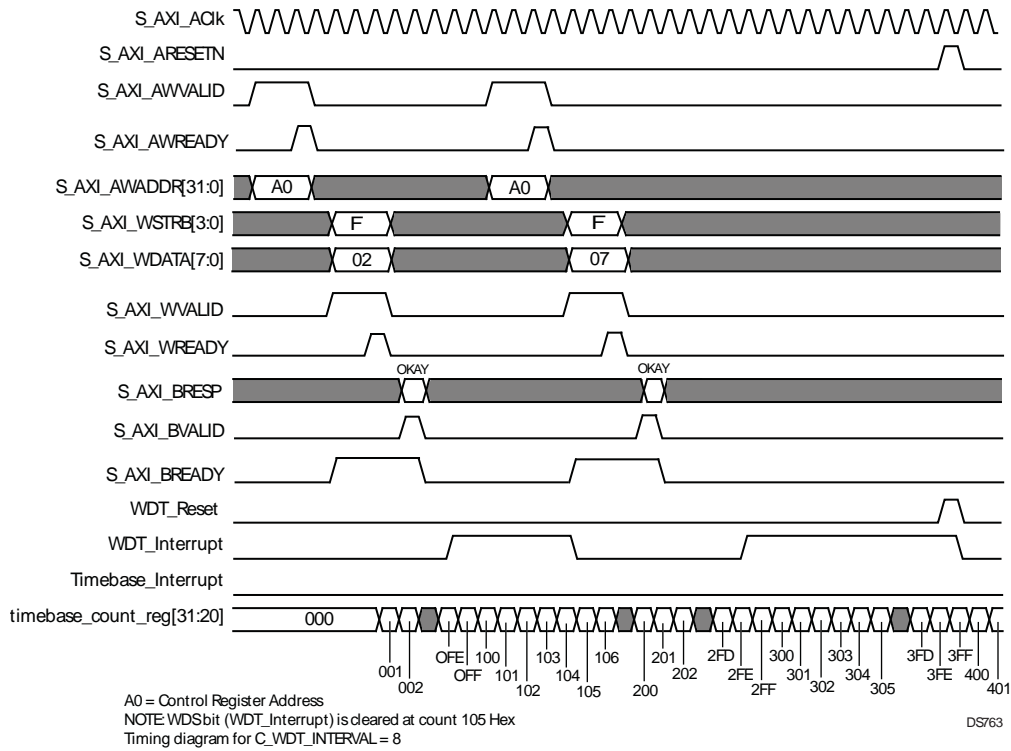 S_AXI_AClk
S_AXI_ARESETN
S_AXI_AWVALID
S_AXI_AWREADY
S_AXI_AWADDR[31:0] A0 A0
S_AXI_WSTRB[3:0] F F
S_AXI_WDATA[7:0] 02 07
S_AXI_WVALID
S_AXI_WREADY
OKAY OKAY
S_AXI_BRESP
S_AXI_BVALID
S_AXI_BREADY
WDT_Reset
WDT_Interrupt
Timebase_Interrupt
timebase_count_reg[31:20] 000
OFE 100 103 106 201 2FD 300 303 3FD 3FF
001 OFF 101 104 202 2FE 301 304 3FE 400
002 102 105 200 2FF 302 305 401
A0 = Control Register Address
NOTE: WDS bit (WDT_Interrupt) is cleared at count 105 Hex
Timing diagram for C_WDT_INTERVAL = 8
DS763